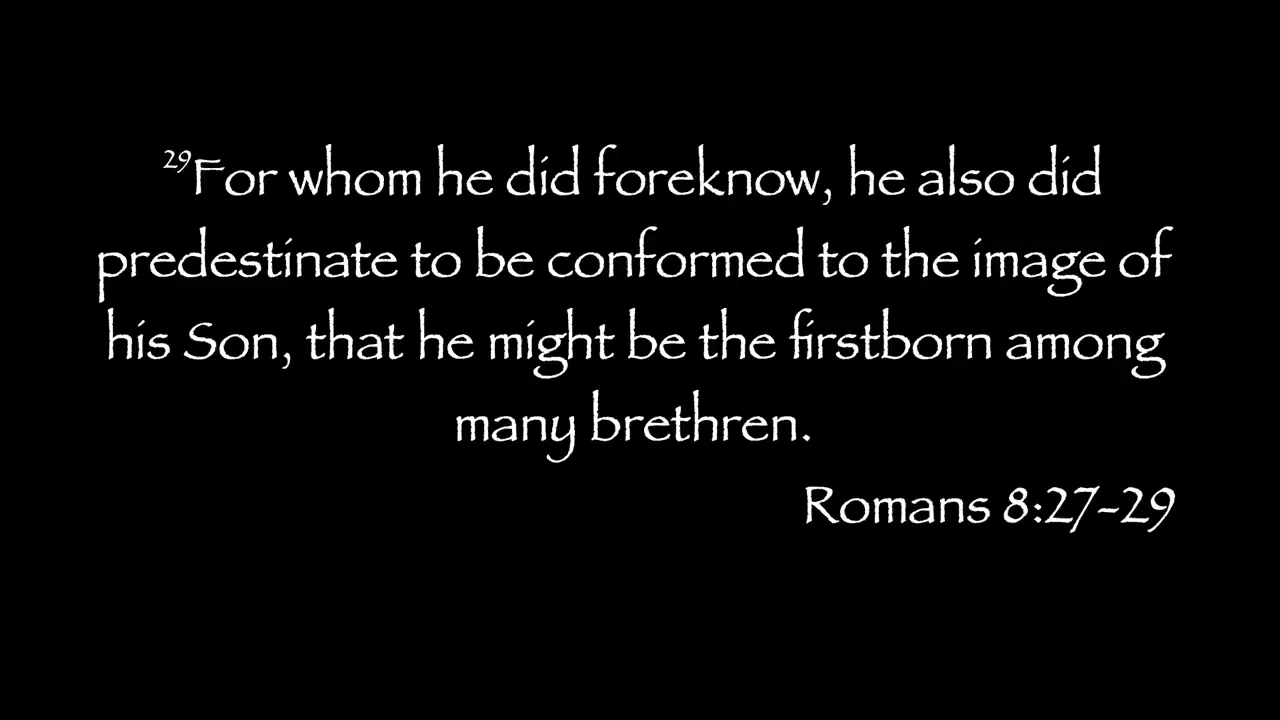 29For whom he did foreknow, he also did
predestinate to be conformed to the image of
his Son, that he might be the firstborn among
many brethren.
Romans 8:27-29